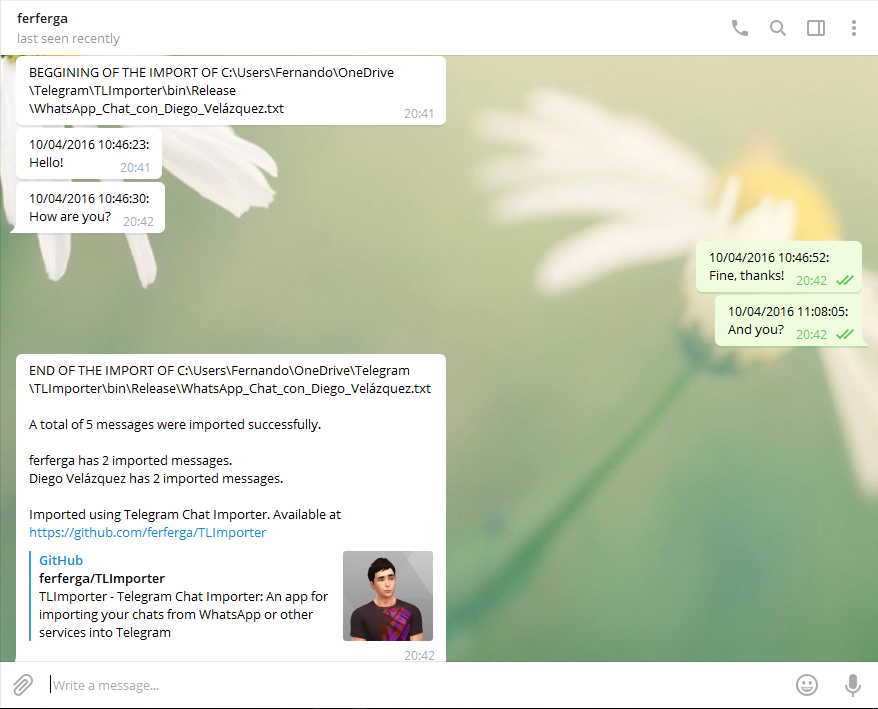 ferferga
last seen recently
BEGGINING OF THE IMPORT OF C:\Users\Fernando\OneDrive
\Telegram\TLImporter\bin\Release
\WhatsApp_Chat_con_Diego_Velázquez.txt
20:41
10/04/2016 10:46:23:
Hello!
20:41
10/04/2016 10:46:30:
How are you?
20:42
10/04/2016 10:46:52:
Fine, thanks!
20:42
10/04/2016 11:08:05:
And you?
20:42
END OF THE IMPORT OF C:\Users\Fernando\OneDrive\Telegram
\TLImporter\bin\Release\WhatsApp_Chat_con_Diego_Velázquez.txt
A total of 5 messages were imported successfully.
ferferga has 2 imported messages.
Diego Velázquez has 2 imported messages.
Imported using Telegram Chat Importer. Available at
https://github.com/ferferga/TLImporter
GitHub
ferferga/TLImporter
TLImporter - Telegram Chat Importer: An app for
importing your chats from WhatsApp or other
services into Telegram
20:42
Write a message...